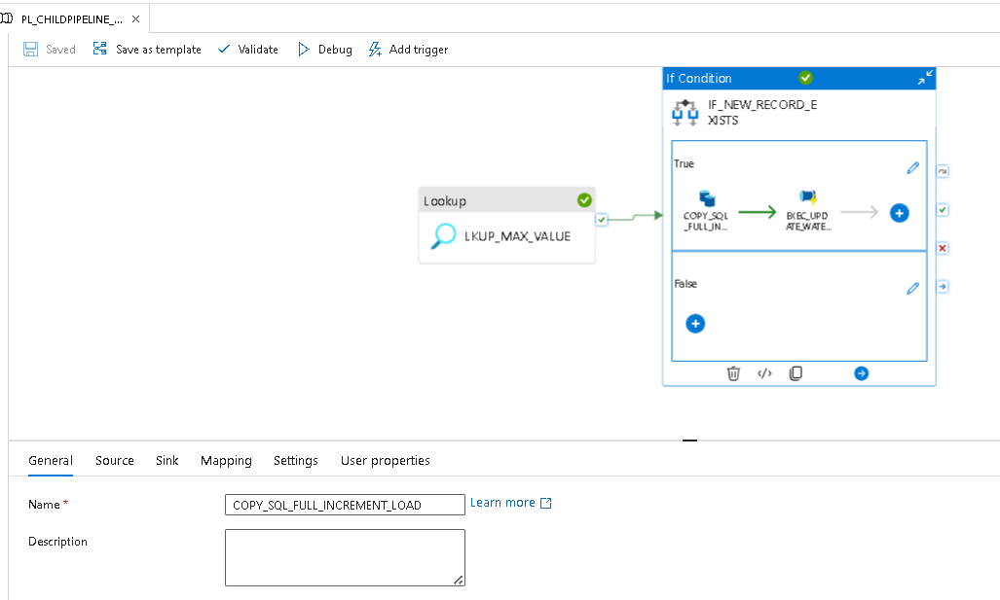 PL_CHILDPIPELINE_...
Saved
Save as template
Validate
Debug
Add trigger
If Condition
IF_NEW_RECORD_E
XISTS
True
COPY_SQL
_FULL_IN...
EXEC_UPD
ATE_WATE...
Lookup
LKUP_MAX_VALUE
False
General
Source
Sink
Mapping
Settings
User properties
Name *
COPY_SQL_FULL_INCREMENT_LOAD
Learn more
Description